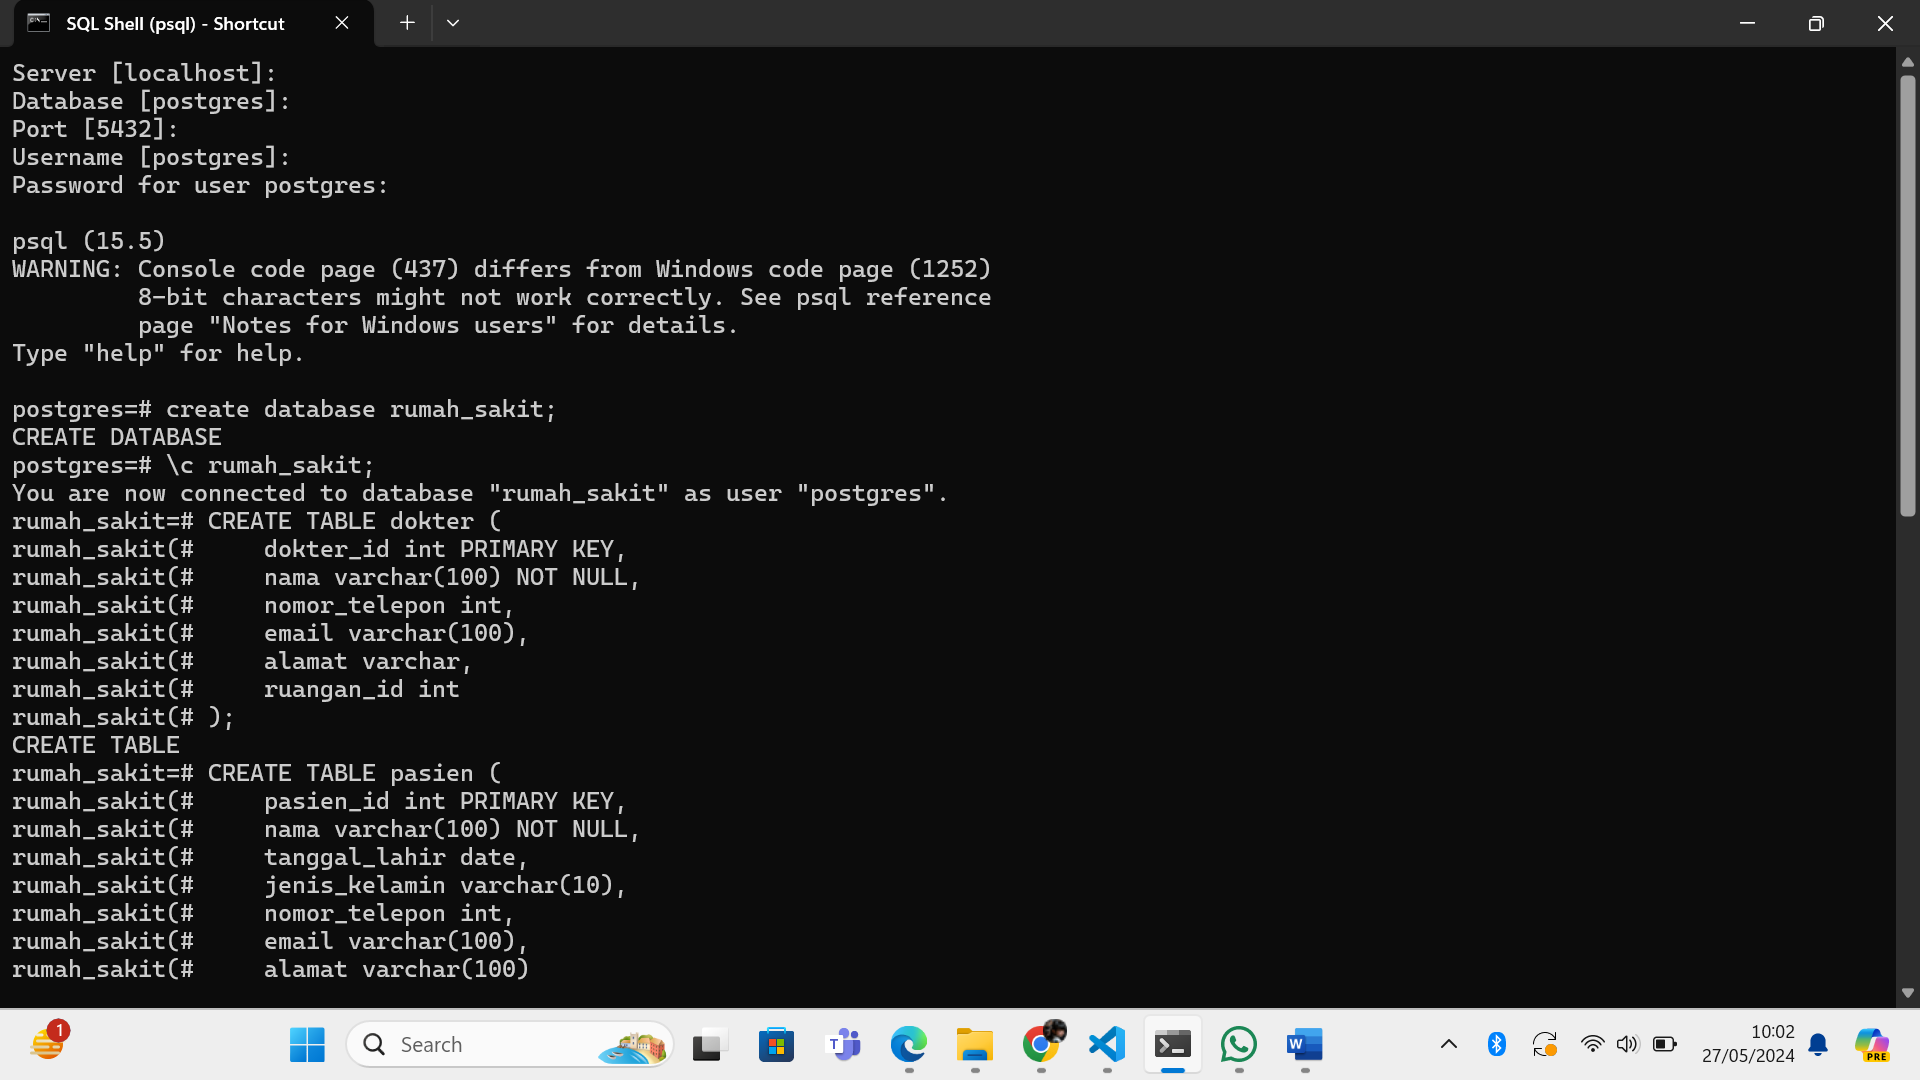 SQL Shell (psql) - Shortcut
Server [localhost]:
Database [postgres]:
Port [5432]:
Username [postgres]:
Password for user postgres:
psql (15.5)
WARNING: Console code page (437) differs from Windows code page (1252)
         8-bit characters might not work correctly. See psql reference
         page "Notes for Windows users" for details.
Type "help" for help.
postgres=# create database rumah_sakit;
CREATE DATABASE
postgres=# \c rumah_sakit;
You are now connected to database "rumah_sakit" as user "postgres".
rumah_sakit=# CREATE TABLE dokter (
rumah_sakit(#     dokter_id int PRIMARY KEY,
rumah_sakit(#     nama varchar(100) NOT NULL,
rumah_sakit(#     nomor_telepon int,
rumah_sakit(#     email varchar(100),
rumah_sakit(#     alamat varchar,
rumah_sakit(#     ruangan_id int
rumah_sakit(# );
CREATE TABLE
rumah_sakit=# CREATE TABLE pasien (
rumah_sakit(#     pasien_id int PRIMARY KEY,
rumah_sakit(#     nama varchar(100) NOT NULL,
rumah_sakit(#     tanggal_lahir date,
rumah_sakit(#     jenis_kelamin varchar(10),
rumah_sakit(#     nomor_telepon int,
rumah_sakit(#     email varchar(100),
rumah_sakit(#     alamat varchar(100)
1
Search
T
W
10:02
27/05/2024
PRE